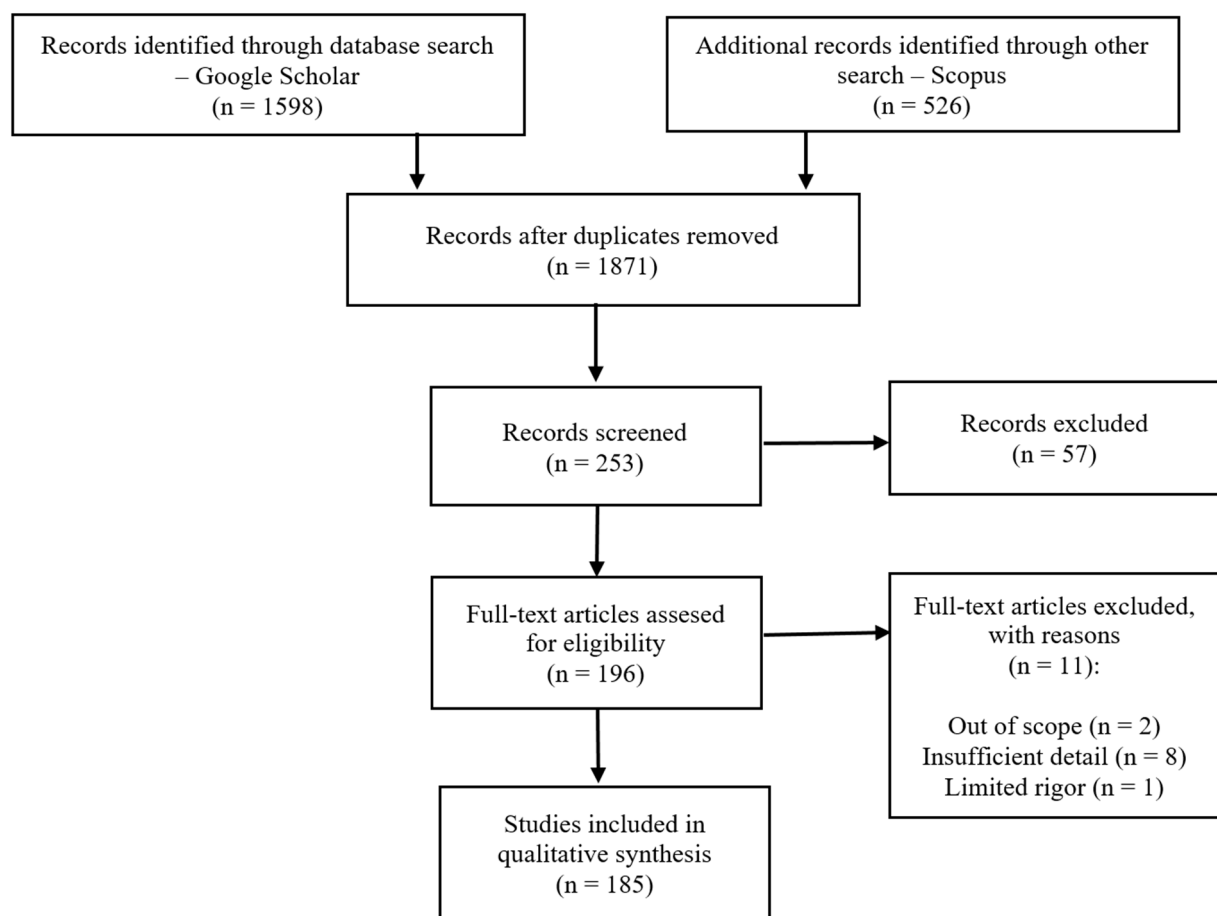 Records identified through database search
– Google Scholar
(n = 1598)
Additional records identified through other
search – Scopus
(n = 526)
Records after duplicates removed
(n = 1871)
Records screened
(n = 253)
Records excluded
(n = 57)
Full-text articles assesed
for eligibility
(n = 196)
Full-text articles excluded,
with reasons
(n = 11):
Out of scope (n = 2)
Insufficient detail (n = 8)
Limited rigor (n = 1)
Studies included in
qualitative synthesis
(n = 185)